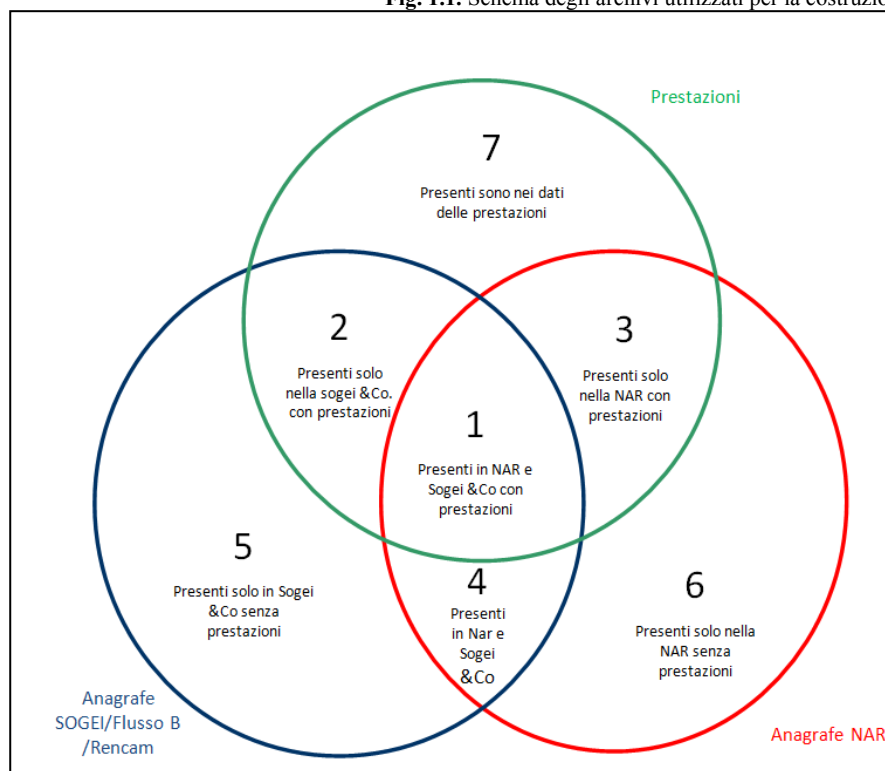 Fig. 1.1. Schema degli archivi utilizzati per la costruzio
Prestazioni
7
Presenti sono nei dati
delle prestazioni
2
Presenti solo
nella sogei &Co.
con prestazioni
3
Presenti solo
nella NAR con
prestazioni
1
Presenti in NAR e
Sogei &Co con
prestazioni
5
Presenti solo in Sogei
&Co senza
prestazioni
4
Presenti
in Nar e
Sogei
&Co
6
Presenti solo nella
NAR senza
prestazioni
Anagrafe
SOGEI/Flusso B
/Rencam
Anagrafe NAR